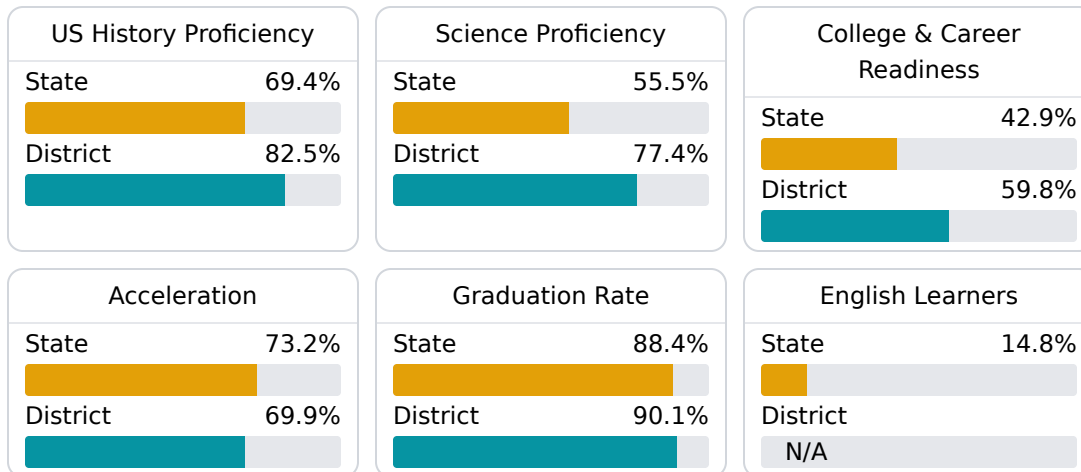 US History Proficiency
State 69.4%
District 82.5%
Science Proficiency
State 55.5%
District 77.4%
College & Career
Readiness
State 42.9%
District 59.8%
Acceleration
State 73.2%
District 69.9%
Graduation Rate
State 88.4%
District 90.1%
English Learners
State 14.8%
District
N/A